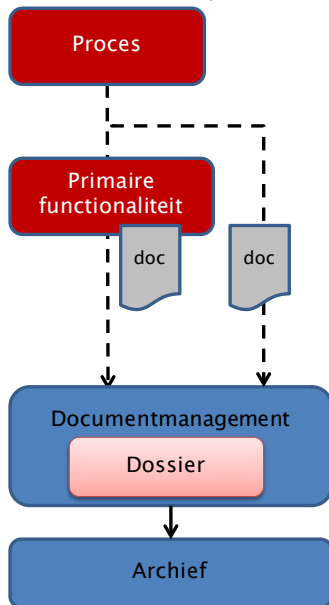 Proces
Primaire
functionaliteit
doc
doc
Documentmanagement
Dossier
Archief